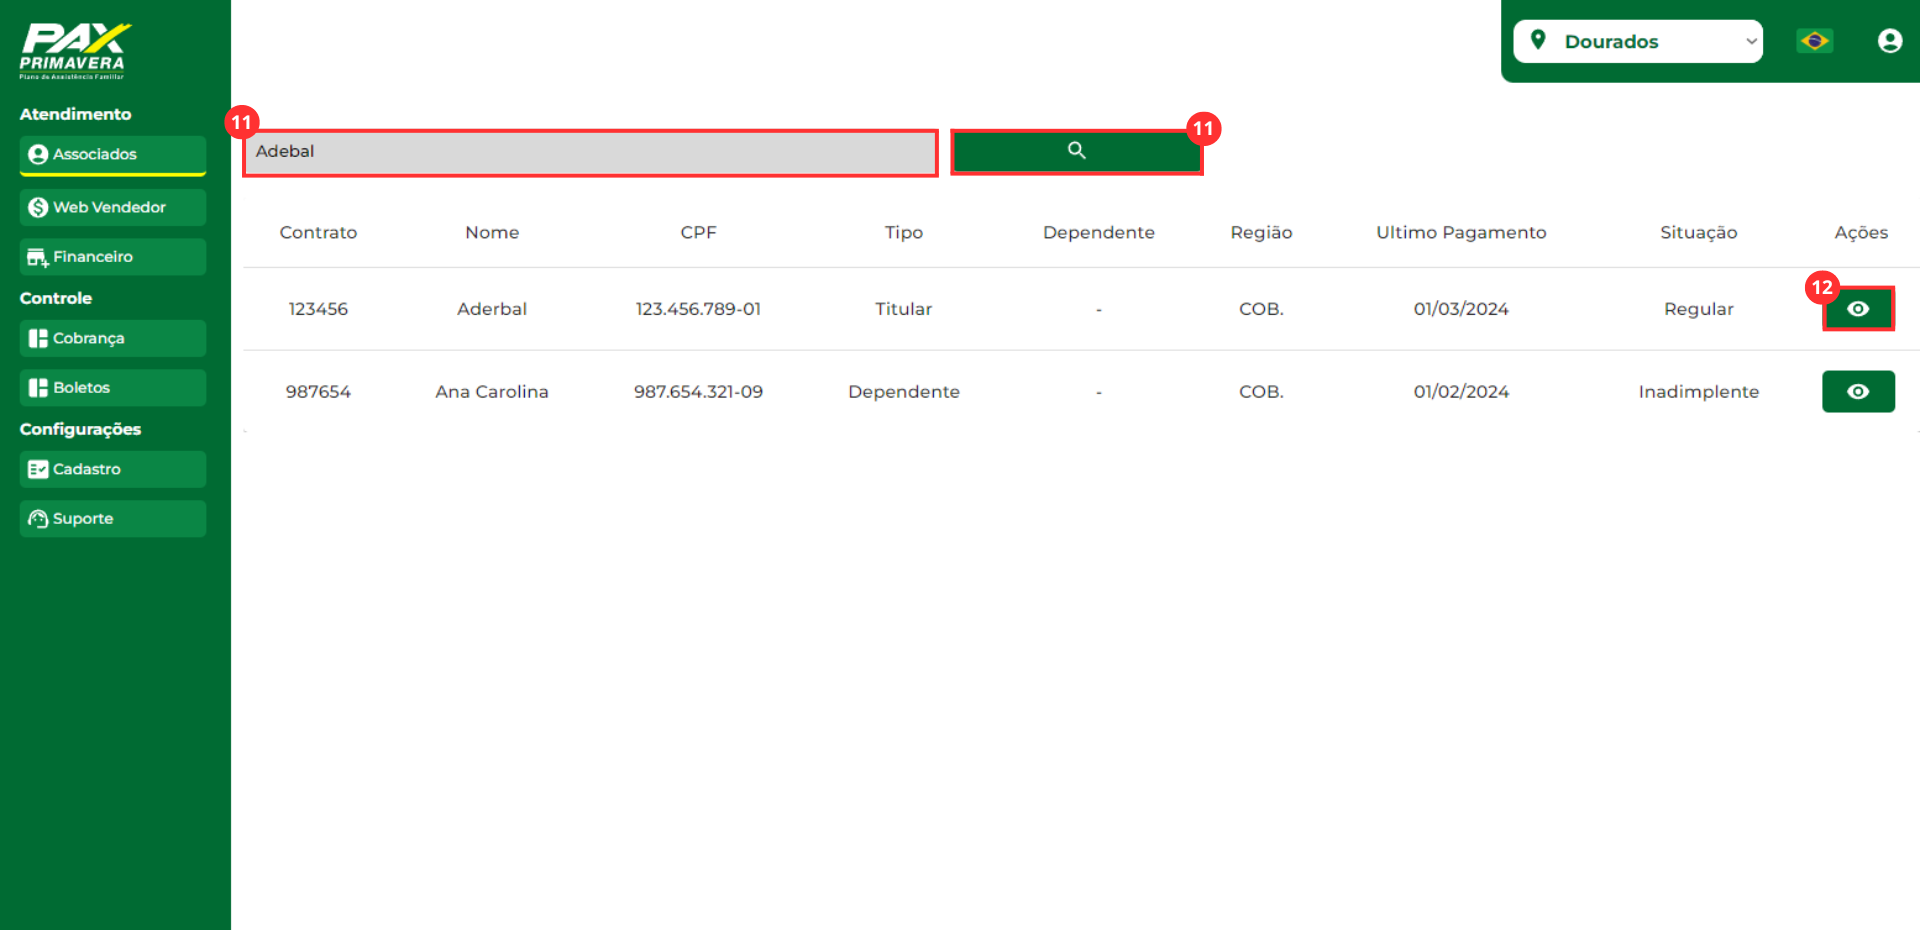 PAX
PRIMAVERA
Plano de Assistência Familiar
Dourados
Atendimento
Associados
Web Vendedor
Financeiro
Controle
Cobrança
Boletos
Configurações
Cadastro
Suporte
11
11
Adebal
Contrato Nome CPF Tipo Dependente Região Ultimo Pagamento Situação Ações
12
123456 Aderbal 123.456.789-01 Titular - COB. 01/03/2024 Regular
987654 Ana Carolina 987.654.321-09 Dependente - COB. 01/02/2024 Inadimplente